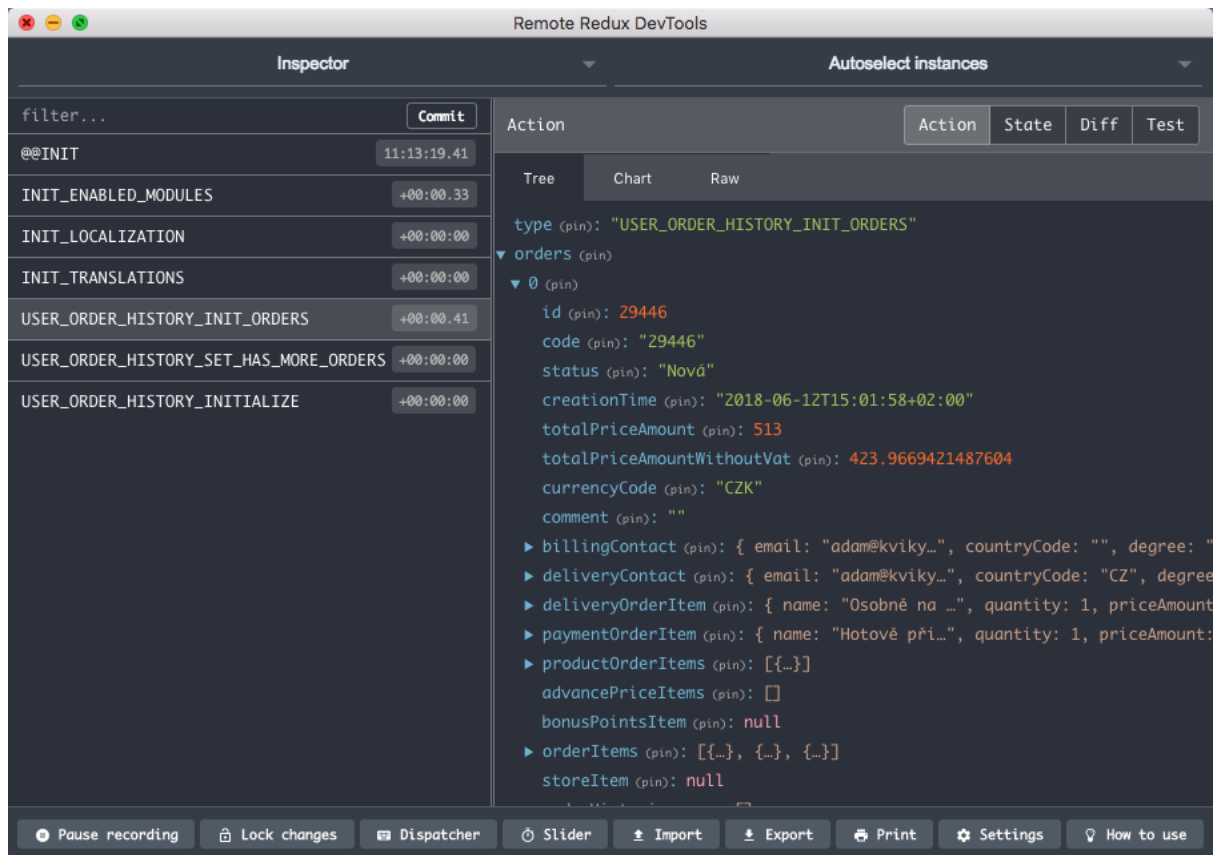 Remote Redux DevTools
Inspector
Autoselect instances
filter...
Commit
@@INIT
11:13:19.41
INIT_ENABLED_MODULES
+00:00.33
INIT_LOCALIZATION
+00:00:00
INIT_TRANSLATIONS
+00:00:00
USER_ORDER_HISTORY_INIT_ORDERS
+00:00.41
USER_ORDER_HISTORY_SET_HAS_MORE_ORDERS
+00:00:00
USER_ORDER_HISTORY_INITIALIZE
+00:00:00
Action
Action State Diff Test
Tree Chart Raw
type (pin): "USER_ORDER_HISTORY_INIT_ORDERS"
▼ orders (pin)
▼ 0 (pin)
id (pin): 29446
code (pin): "29446"
status (pin): "Nová"
creationTime (pin): "2018-06-12T15:01:58+02:00"
totalPriceAmount (pin): 513
totalPriceAmountWithoutVat (pin): 423.9669421487604
currencyCode (pin): "CZK"
comment (pin): ""
▶ billingContact (pin): { email: "adam@kviky…", countryCode: "", degree: "
▶ deliveryContact (pin): { email: "adam@kviky…", countryCode: "CZ", degree
▶ deliveryOrderItem (pin): { name: "Osobně na …", quantity: 1, priceAmount
▶ paymentOrderItem (pin): { name: "Hotově při…", quantity: 1, priceAmount:
▶ productOrderItems (pin): [{…}]
advancePriceItems (pin): []
bonusPointsItem (pin): null
▶ orderItems (pin): [{…}, {…}, {…}]
storeItem (pin): null
Pause recording
Lock changes
Dispatcher
Slider
Import
Export
Print
Settings
How to use